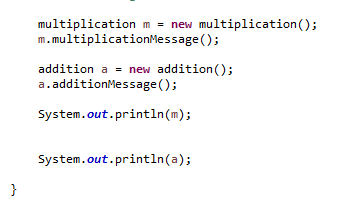 multiplication m = new multiplication();
m.multiplicationMessage();
addition a = new addition();
a.additionMessage();
System.out.println(m);
System.out.println(a);
}